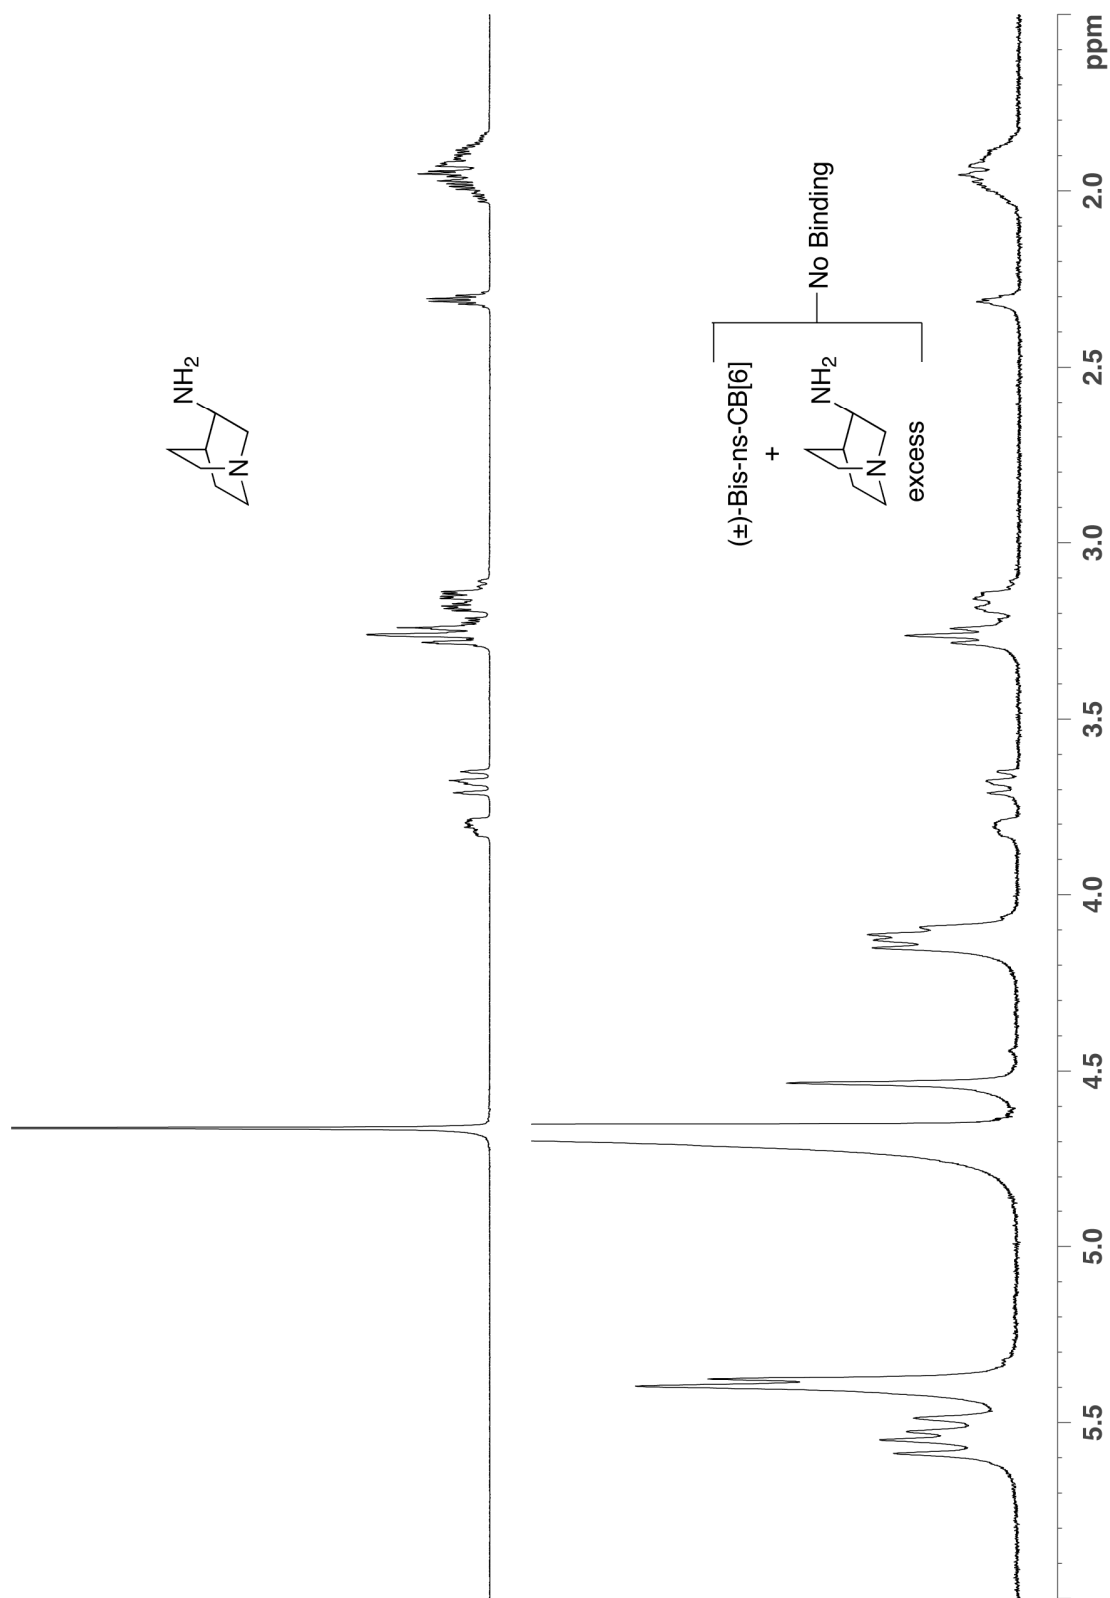 NH2
N
(±)-Bis-ns-CB[6]
+
NH2
N
excess
No Binding
5.5 5.0 4.5 4.0 3.5 3.0 2.5 2.0 ppm